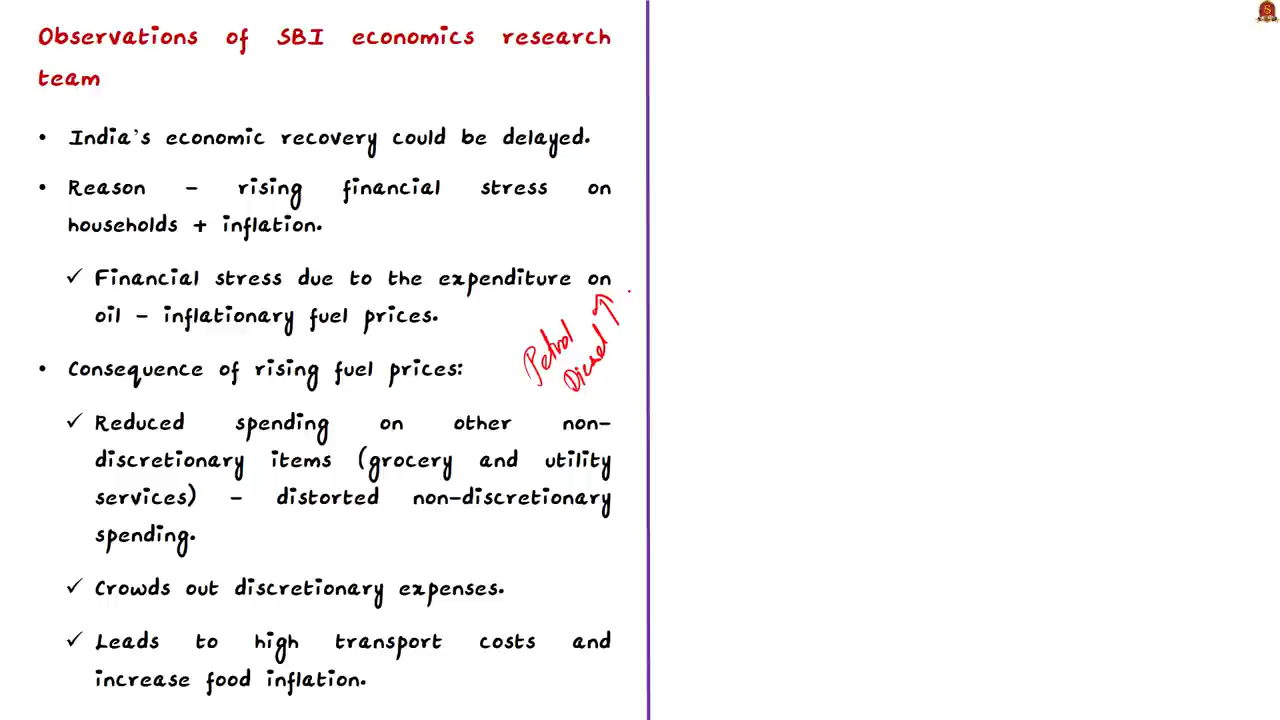 Observations of SBI economics research
team
• India's economic recovery could be delayed.
• Reason - rising financial stress on
households + inflation.
✓ Financial stress due to the expenditure on
oil - inflationary fuel prices.
Petrol
Diesel ↑
• Consequence of rising fuel prices:
✓ Reduced spending on other non-
discretionary items (grocery and utility
services) - distorted non-discretionary
spending.
✓ Crowds out discretionary expenses.
✓ Leads to high transport costs and
increase food inflation.